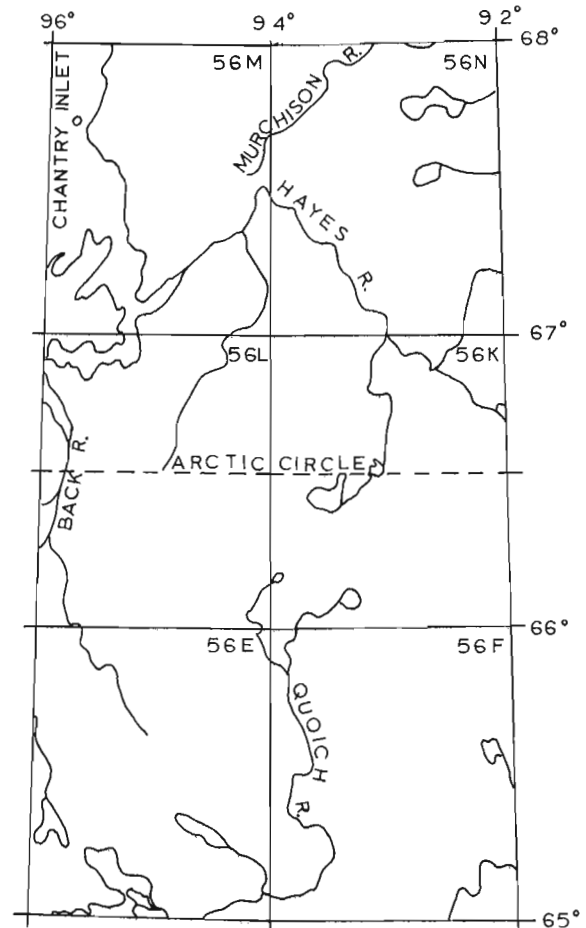 96° 94° 92°
68°
56M 56N
CHANTRY INLET
MURCHISON R.
HAYES R.
67°
56L 56K
BACK R.
ARCTIC CIRCLE
66°
56E 56F
QUOICH R.
65°